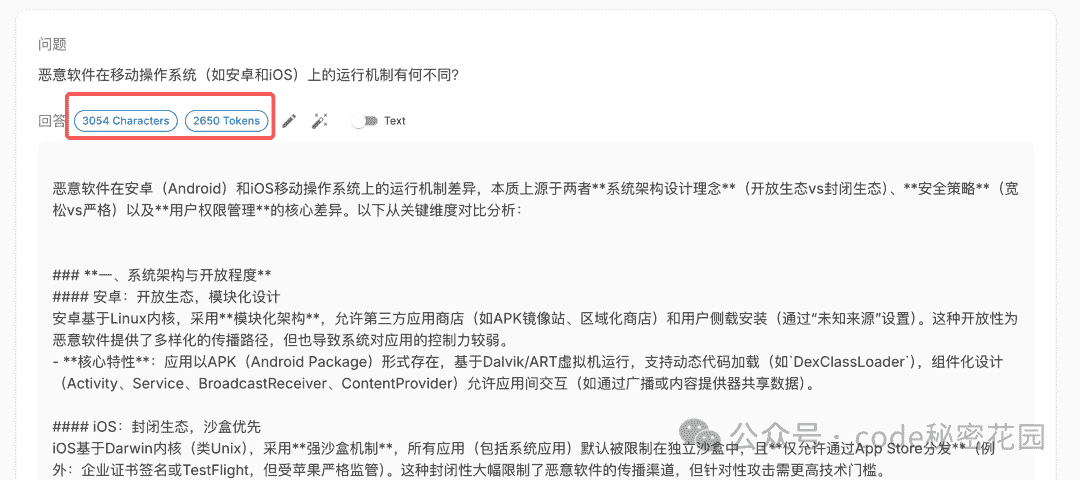 问题
恶意软件在移动操作系统（如安卓和iOS）上的运行机制有何不同?
回答 3054 Characters 2650 Tokens Text
恶意软件在安卓（Android）和iOS移动操作系统上的运行机制差异，本质上源于两者**系统架构设计理念**（开放生态vs封闭生态）、**安全策略**（宽
松vs严格）以及**用户权限管理**的核心差异。以下从关键维度对比分析：
### **一、系统架构与开放程度**
#### 安卓：开放生态，模块化设计
安卓基于Linux内核，采用**模块化架构**，允许第三方应用商店（如APK镜像站、区域化商店）和用户侧载安装（通过“未知来源”设置）。这种开放性为
恶意软件提供了多样化的传播路径，但也导致系统对应用的控制力较弱。
- **核心特性**：应用以APK（Android Package）形式存在，基于Dalvik/ART虚拟机运行，支持动态代码加载（如`DexClassLoader`），组件化设计
（Activity、Service、BroadcastReceiver、ContentProvider）允许应用间交互（如通过广播或内容提供器共享数据）。
#### iOS：封闭生态，沙盒优先
iOS基于Darwin内核（类Unix），采用**强沙盒机制**，所有应用（包括系统应用）默认被限制在独立沙盒中，且**仅允许通过App Store分发**（例
外：企业证书签名或TestFlight，但受苹果严格监管）。这种封闭性大幅限制了恶意软件的传播渠道，但针对性攻击需更高技术门槛。
公众号：code秘密花园